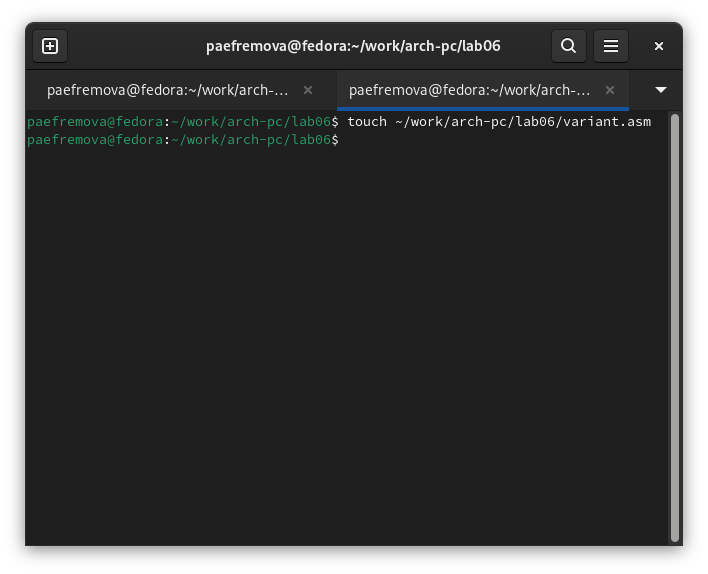 paefremova@fedora:~/work/arch-pc/lab06
paefremova@fedora:~/work/arch-…
paefremova@fedora:~/work/arch-pc…
paefremova@fedora:~/work/arch-pc/lab06$ touch ~/work/arch-pc/lab06/variant.asm
paefremova@fedora:~/work/arch-pc/lab06$